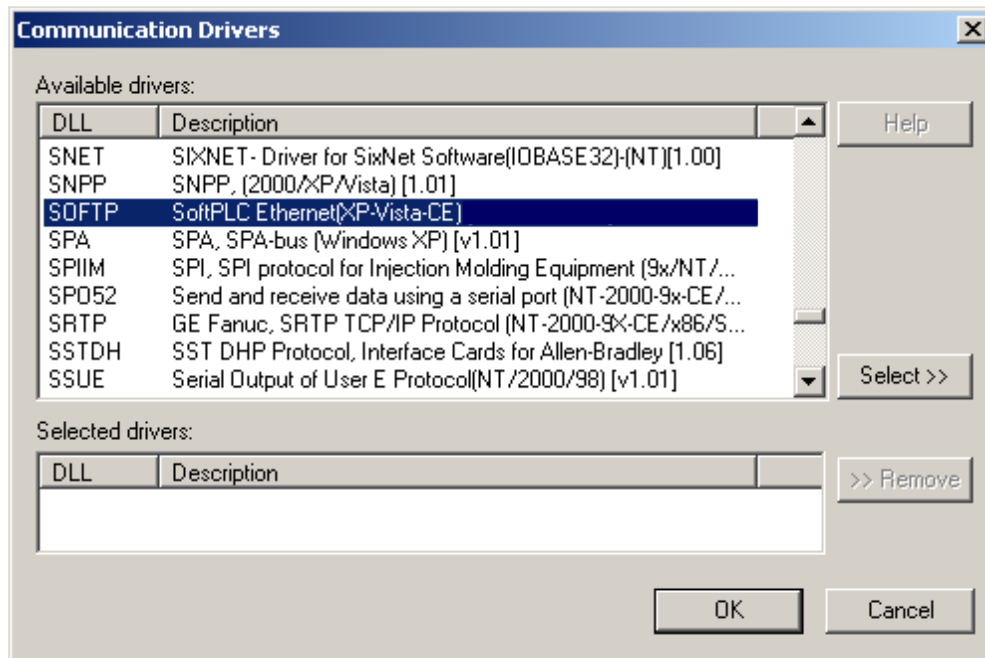 Communication Drivers
Available drivers:
DLL Description
SNET SIXNET- Driver for SixNet Software(IOBASE32)-(NT)[1.00]
SNPP SNPP, (2000/XP/Vista) [1.01]
SOFTP SoftPLC Ethernet(XP-Vista-CE)
SPA SPA, SPA-bus (Windows XP) [v1.01]
SPIIM SPI, SPI protocol for Injection Molding Equipment (9x/NT/...
SPO52 Send and receive data using a serial port (NT-2000-9x-CE/...
SRTP GE Fanuc, SRTP TCP/IP Protocol (NT-2000-9X-CE/x86/S...
SSTDH SST DHP Protocol, Interface Cards for Allen-Bradley [1.06]
SSUE Serial Output of User E Protocol(NT/2000/98) [v1.01]
Help
Select >>
Selected drivers:
DLL Description
>> Remove
OK Cancel